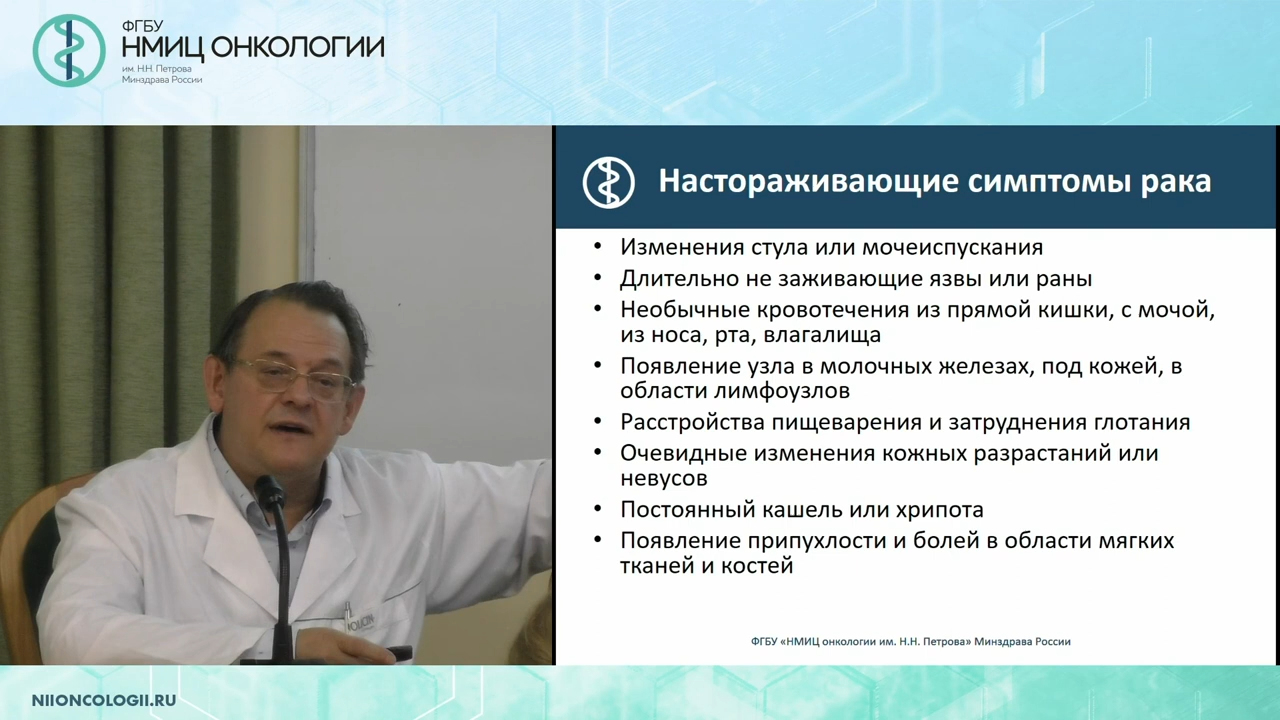 ФГБУ
НМИЦ ОНКОЛОГИИ
им. Н.Н. Петрова
Минздрава России
Настораживающие симптомы рака
• Изменения стула или мочеиспускания
• Длительно не заживающие язвы или раны
• Необычные кровотечения из прямой кишки, с мочой,
из носа, рта, влагалища
• Появление узла в молочных железах, под кожей, в
области лимфоузлов
• Расстройства пищеварения и затруднения глотания
• Очевидные изменения кожных разрастаний или
невусов
• Постоянный кашель или хрипота
• Появление припухлости и болей в области мягких
тканей и костей
ФГБУ «НМИЦ онкологии им. Н.Н. Петрова» Минздрава России
NIIONCOLOGII.RU